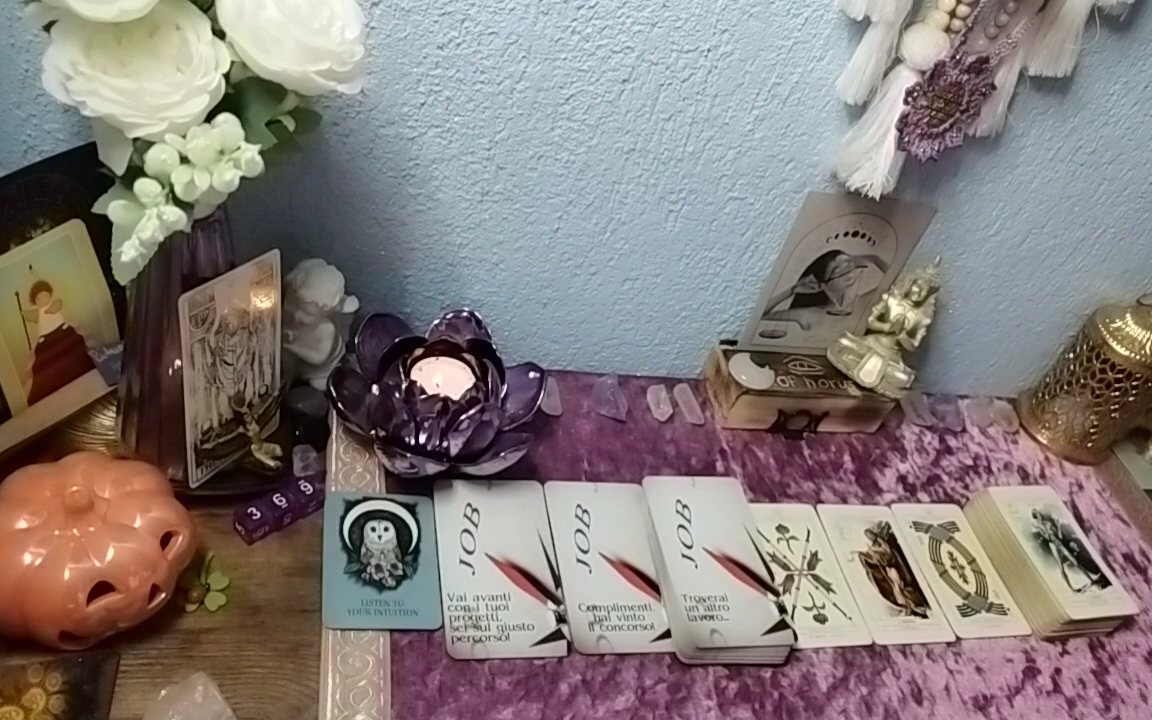 OF HORUS
3 6 9
LISTEN TO
YOUR INTUITION
JOB
Vai avanti
con i tuoi
progetti,
sei sul giusto
percorso!
JOB
Complimenti,
hai vinto
il concorso!
JOB
Troverai
un altro
lavoro...